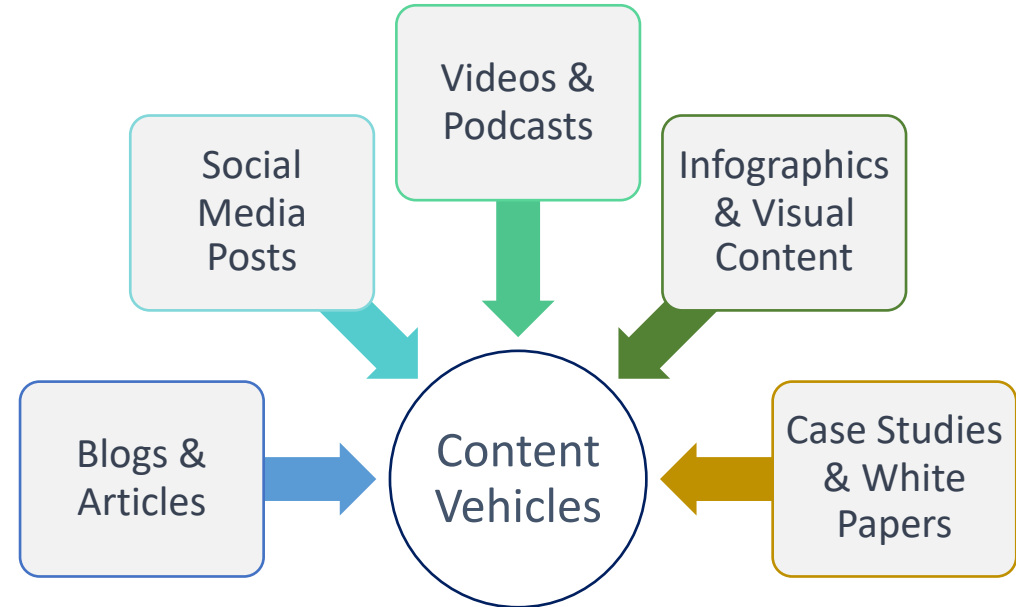 Videos &
Podcasts
Social
Media
Posts
Infographics
& Visual
Content
Blogs &
Articles
Content
Vehicles
Case Studies
& White
Papers